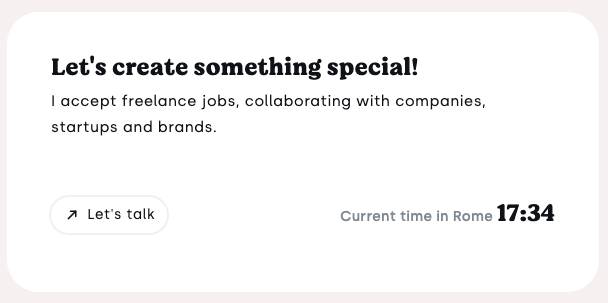 Let's create something special!
I accept freelance jobs, collaborating with companies,
startups and brands.
Let's talk
Current time in Rome 17:34